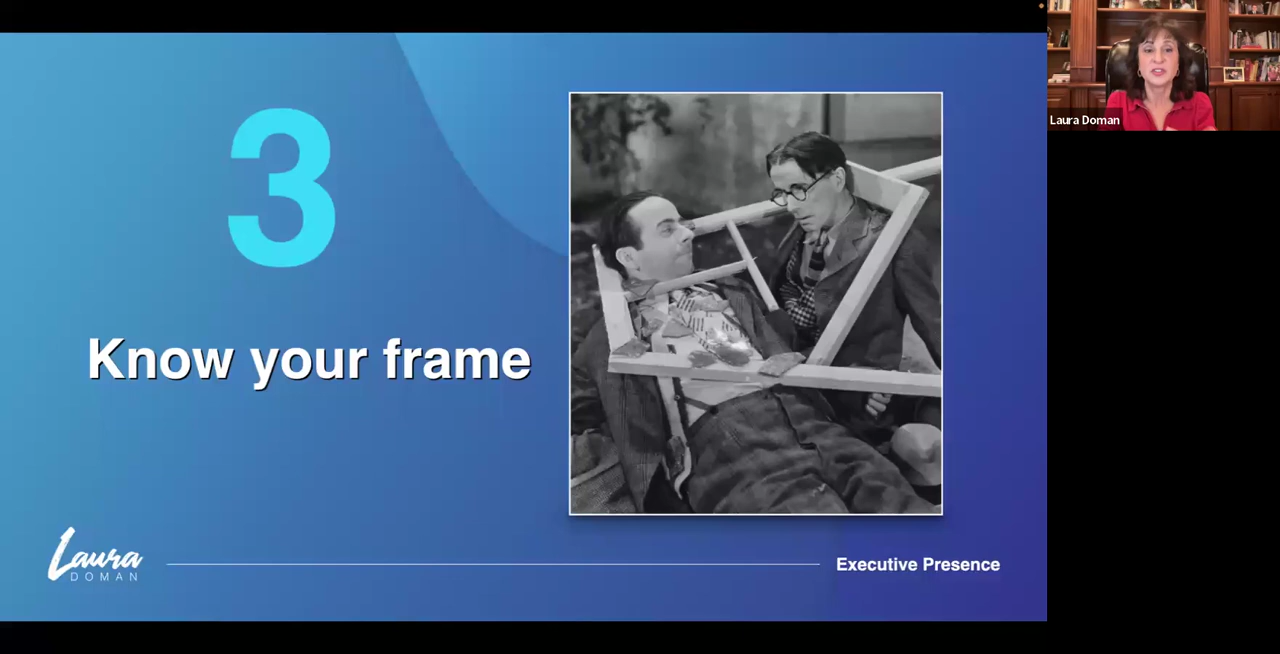 3
Know your frame
Laura
DOMAN
Executive Presence
Laura Doman